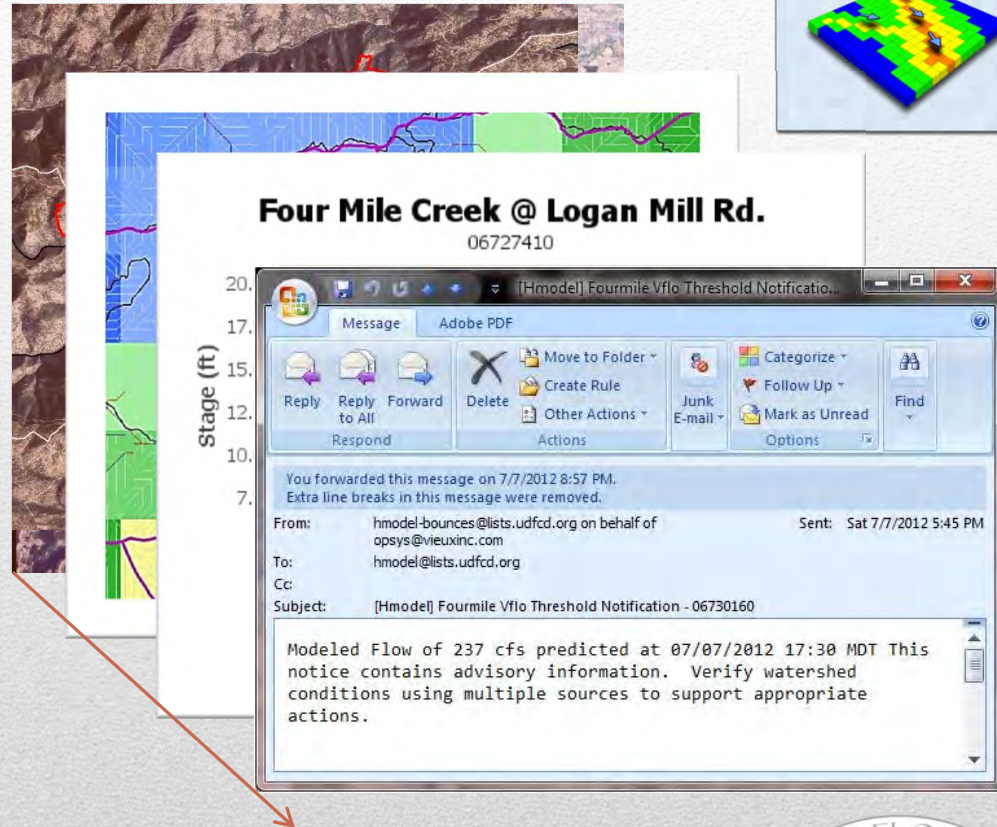 Four Mile Creek @ Logan Mill Rd.
06727410
Stage (ft)
20.
17.
15.
12.
10.
7.
[Hmodel] Fourmile Vflo Threshold Notificatio...
Message Adobe PDF
Reply
Reply to All
Forward
Respond
Delete
Move to Folder
Create Rule
Other Actions
Actions
Junk E-mail
Categorize
Follow Up
Mark as Unread
Options
Find
You forwarded this message on 7/7/2012 8:57 PM.
Extra line breaks in this message were removed.
From: hmodel-bounces@lists.udfcd.org on behalf of Sent: Sat 7/7/2012 5:45 PM
opsys@vieuxinc.com
To: hmodel@lists.udfcd.org
Cc:
Subject: [Hmodel] Fourmile Vflo Threshold Notification - 06730160
Modeled Flow of 237 cfs predicted at 07/07/2012 17:30 MDT This
notice contains advisory information. Verify watershed
conditions using multiple sources to support appropriate
actions.